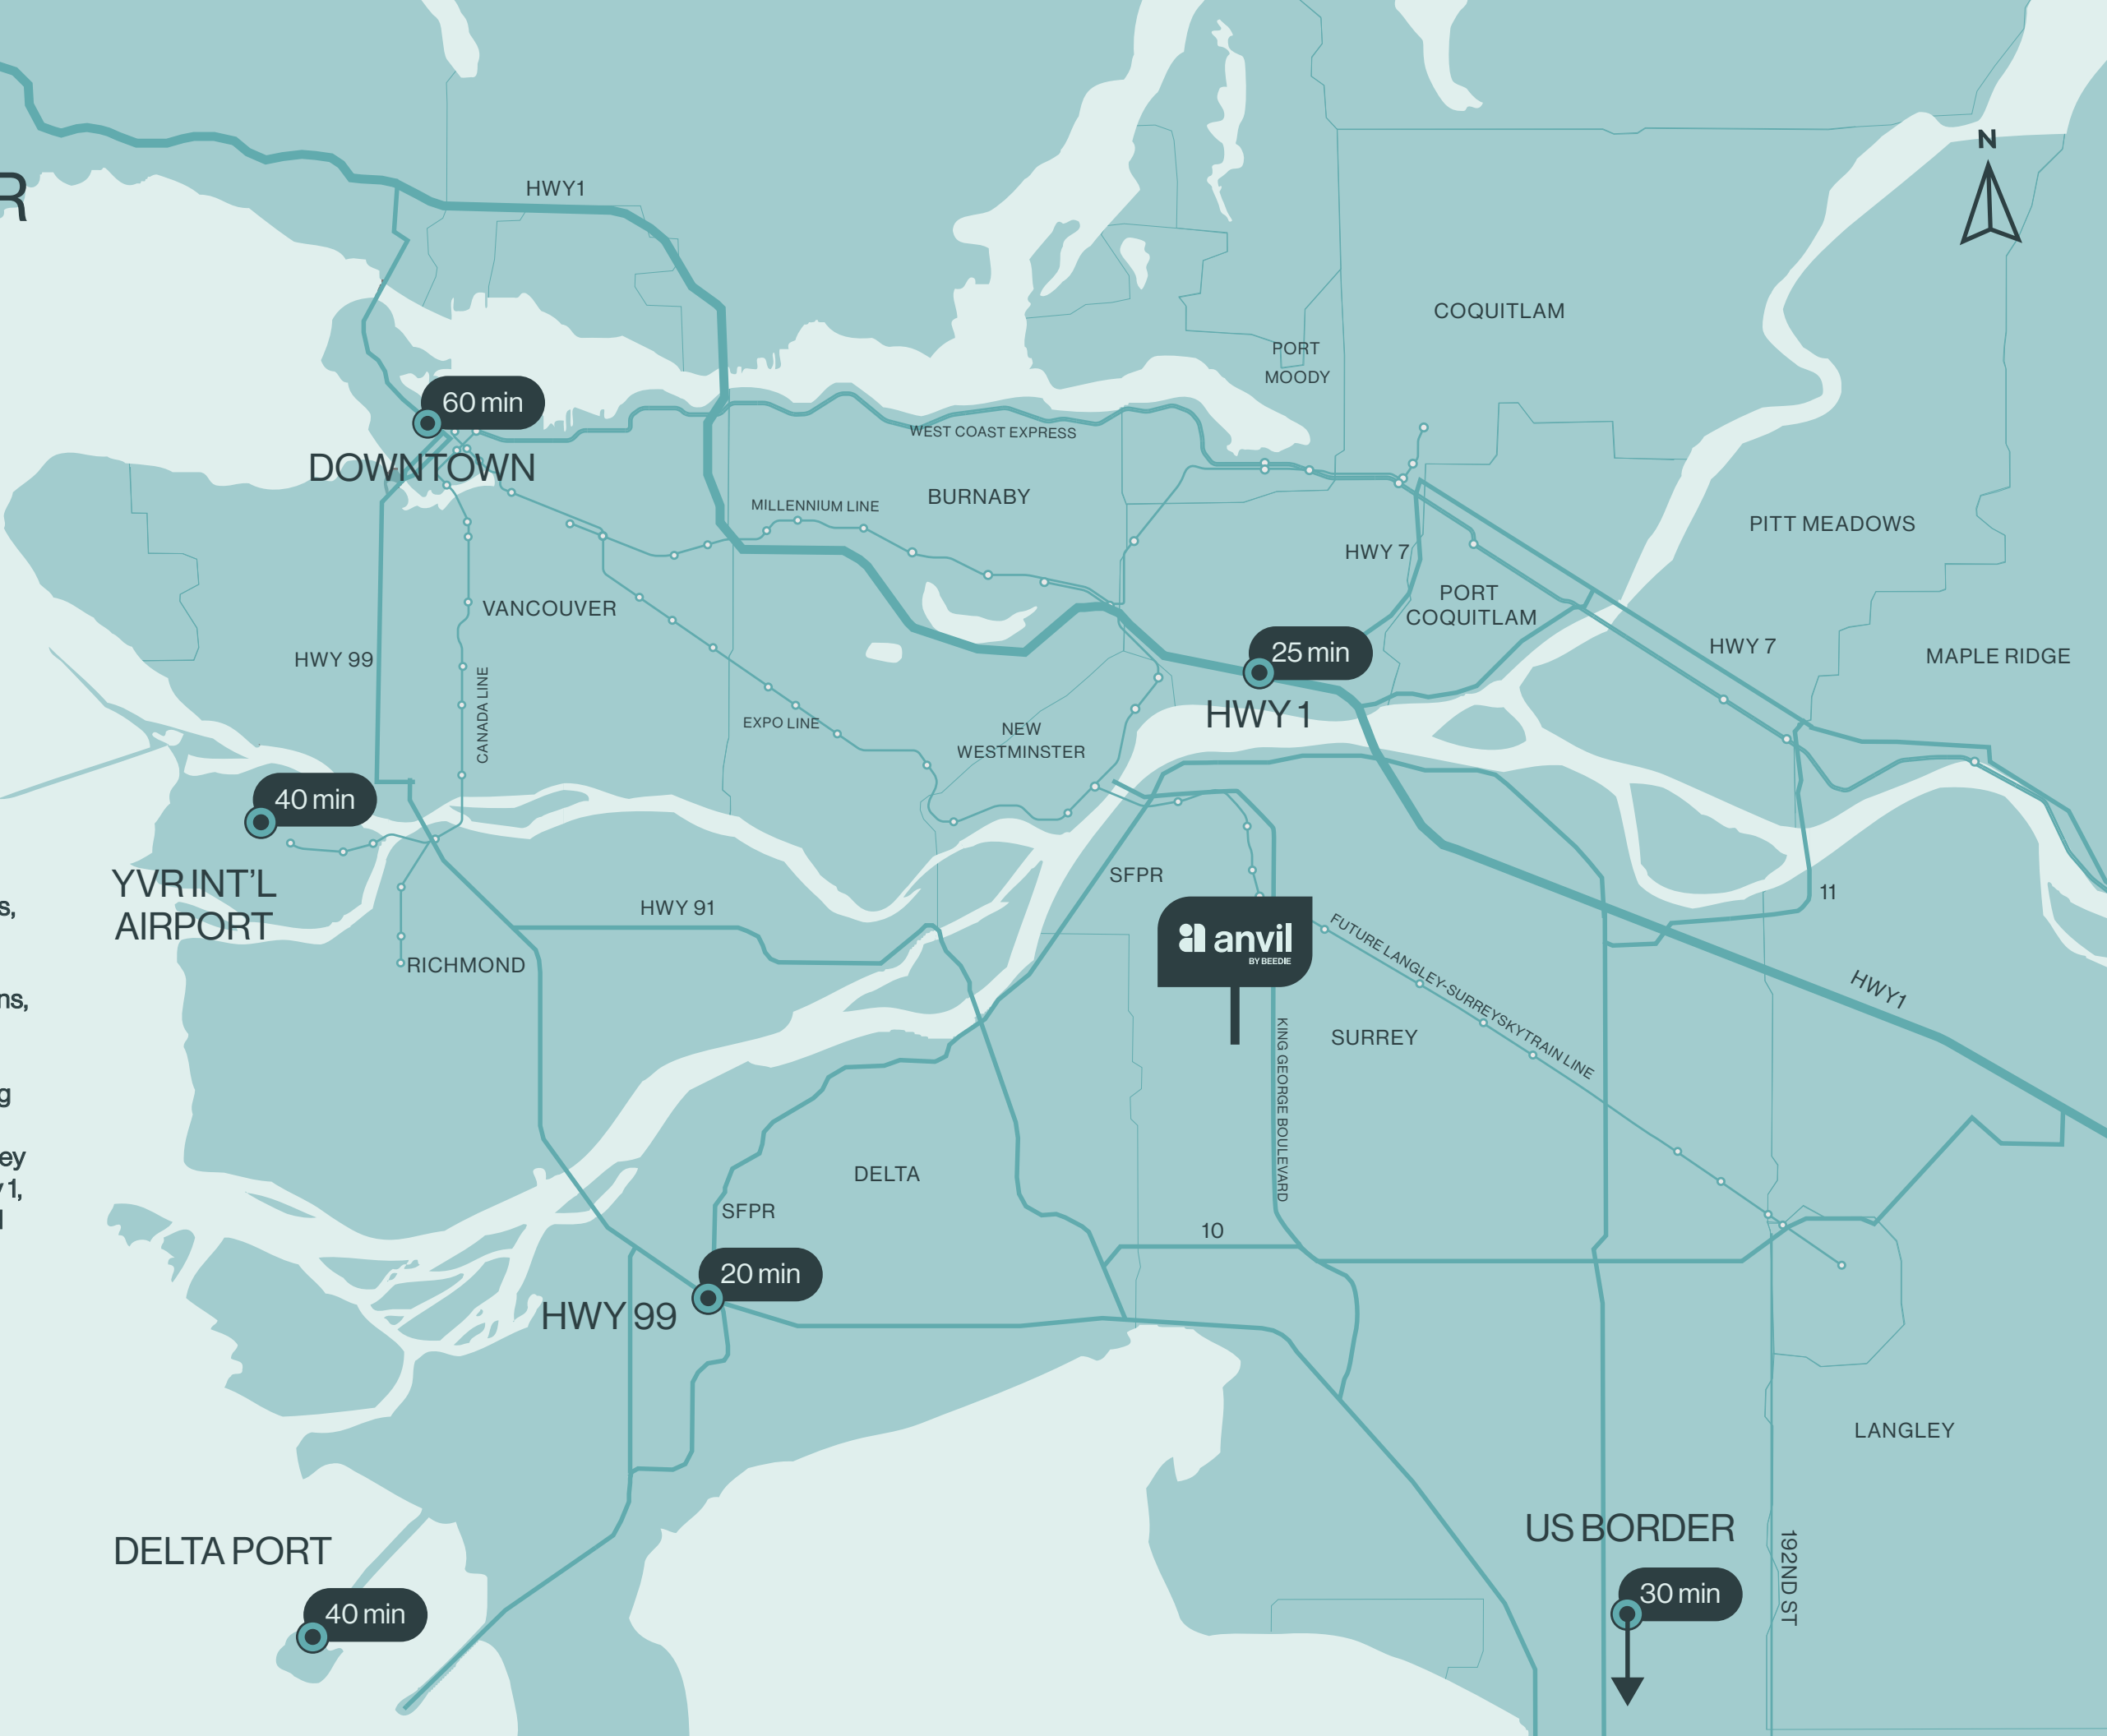 N
HWY1
R
COQUITLAM
PORT
MOODY
60 min
WEST COAST EXPRESS
DOWNTOWN
BURNABY
MILLENNIUM LINE
PITT MEADOWS
HWY 7
PORT
COQUITLAM
VANCOUVER
HWY 7
25 min
MAPLE RIDGE
HWY 99
CANADA LINE
HWY 1
EXPO LINE
NEW
WESTMINSTER
40 min
YVR INT'L
AIRPORT
SFPR
11
s,
HWY 91
anvil
BY BEEDIE
FUTURE LANGLEY-SURREY SKYTRAIN LINE
RICHMOND
HWY1
ns,
KING GEORGE BOULEVARD
SURREY
g
ey
y 1,
DELTA
SFPR
10
20 min
HWY 99
LANGLEY
US BORDER
DELTA PORT
192ND ST
30 min
40 min